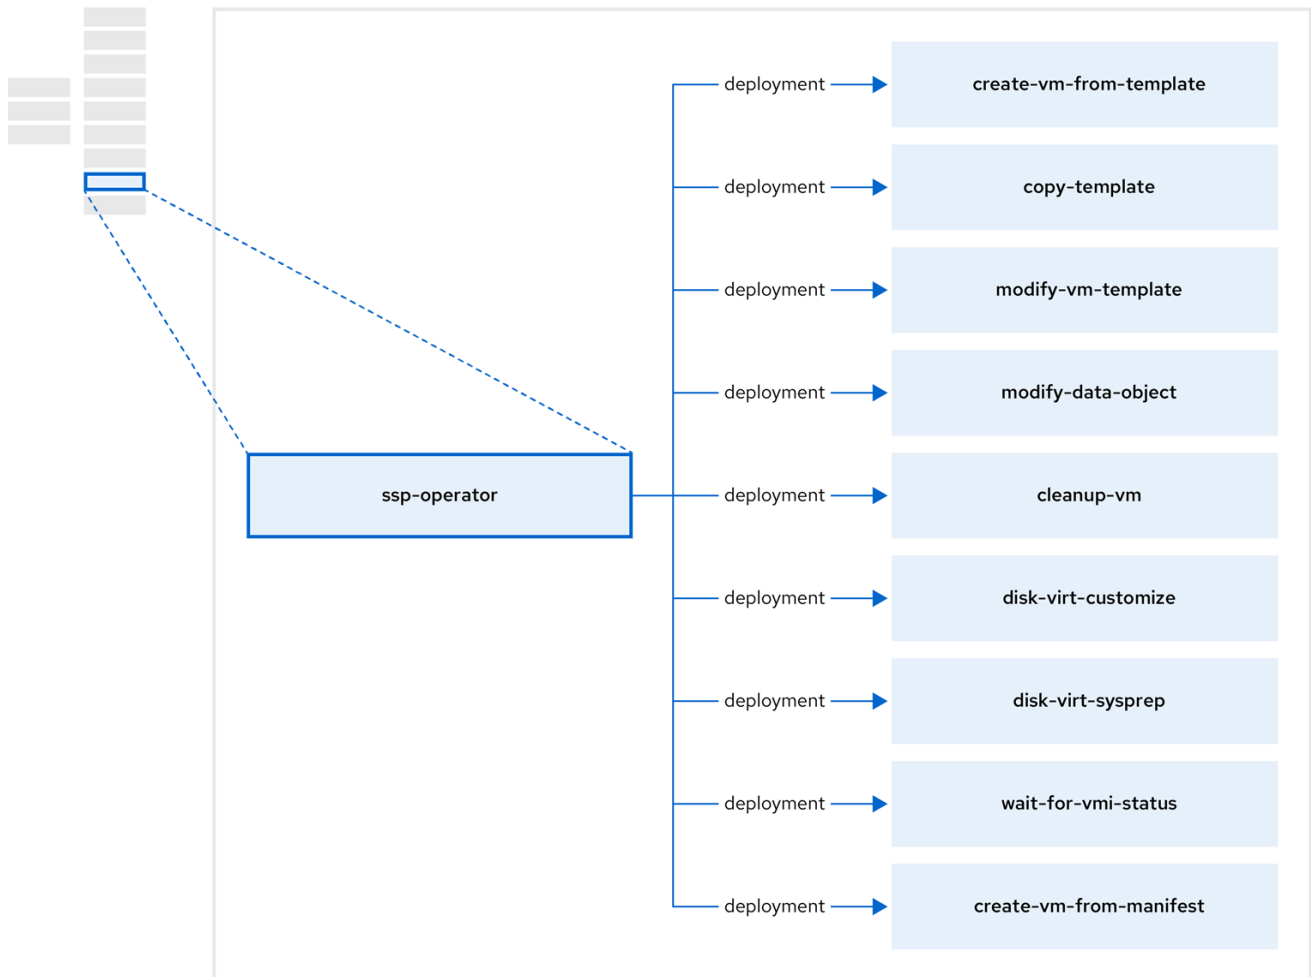 deployment
create-vm-from-template
deployment
copy-template
deployment
modify-vm-template
deployment
modify-data-object
ssp-operator
deployment
cleanup-vm
deployment
disk-virt-customize
deployment
disk-virt-sysprep
deployment
wait-for-vmi-status
deployment
create-vm-from-manifest